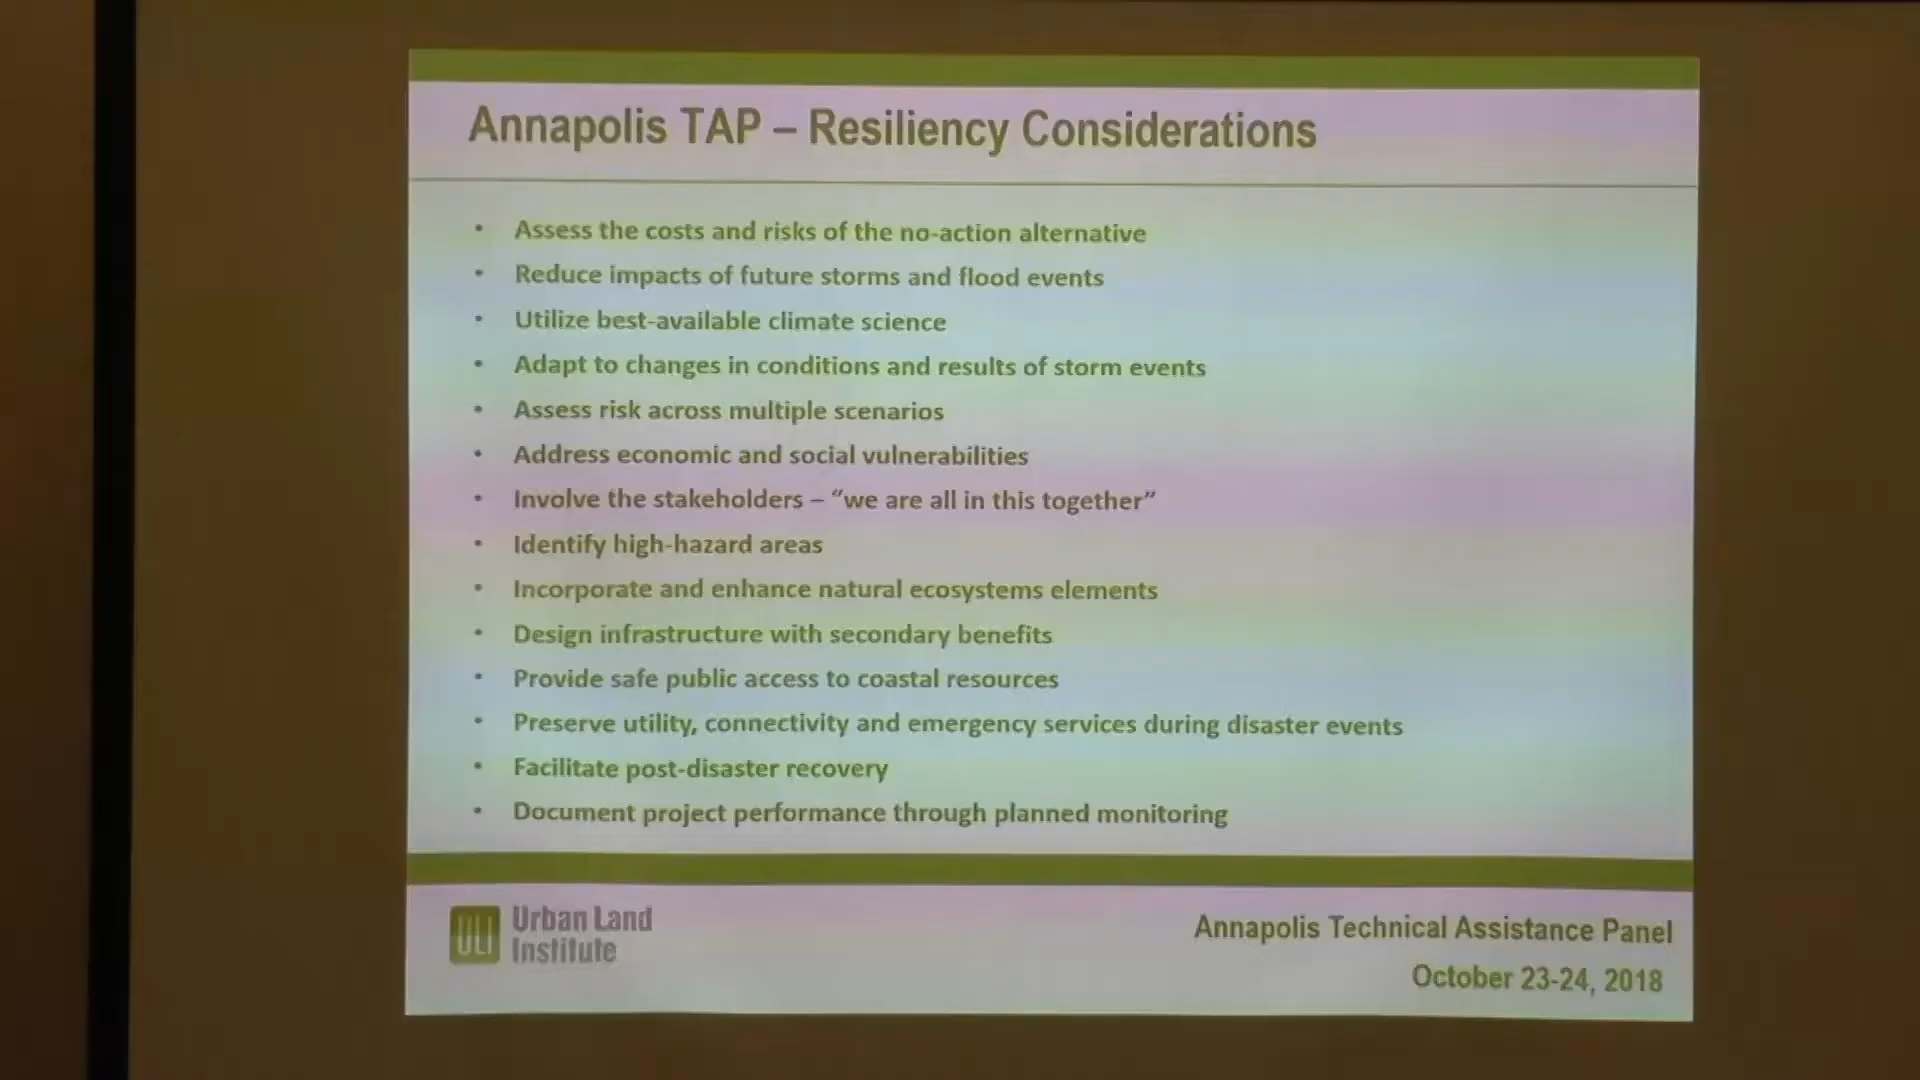 Annapolis TAP – Resiliency Considerations
• Assess the costs and risks of the no-action alternative
• Reduce impacts of future storms and flood events
• Utilize best-available climate science
• Adapt to changes in conditions and results of storm events
• Assess risk across multiple scenarios
• Address economic and social vulnerabilities
• Involve the stakeholders – “we are all in this together”
• Identify high-hazard areas
• Incorporate and enhance natural ecosystems elements
• Design infrastructure with secondary benefits
• Provide safe public access to coastal resources
• Preserve utility, connectivity and emergency services during disaster events
• Facilitate post-disaster recovery
• Document project performance through planned monitoring
ULI
Urban Land
Institute
Annapolis Technical Assistance Panel
October 23-24, 2018